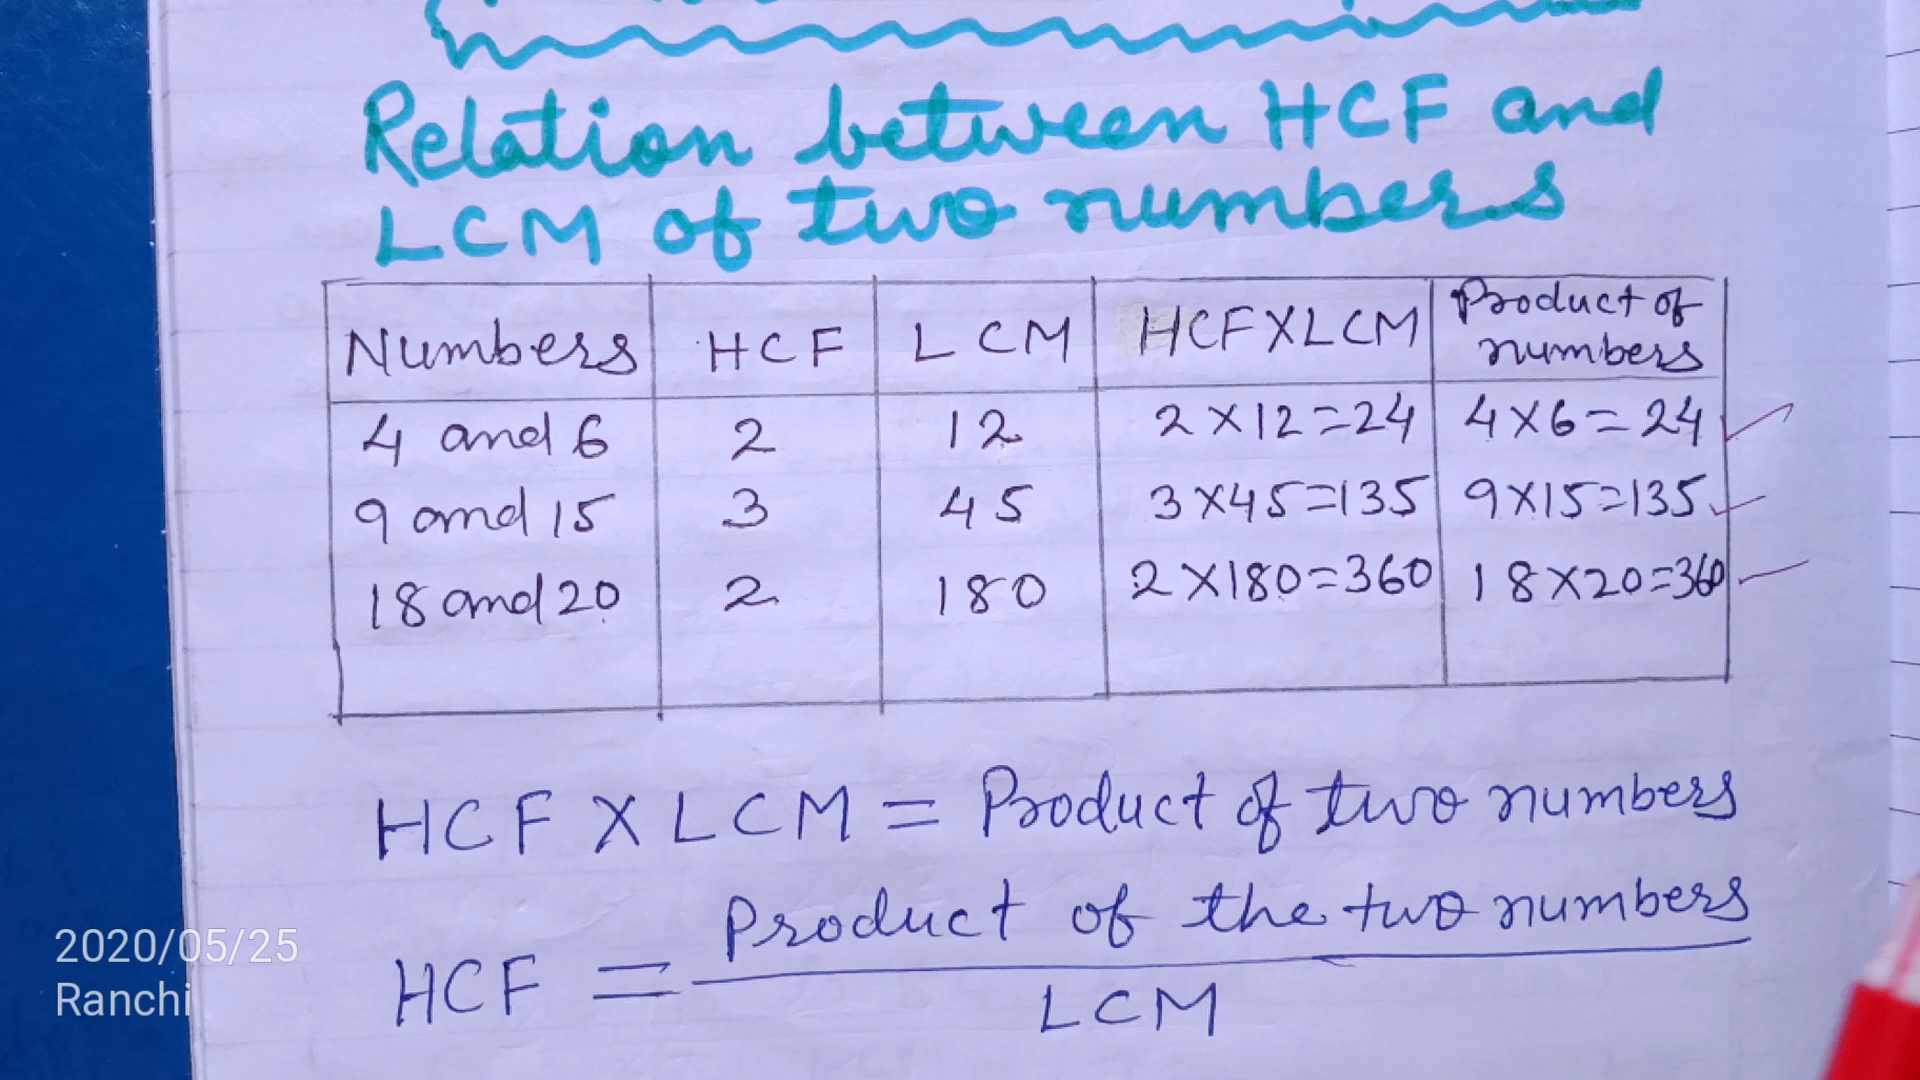 Relation between HCF and
LCM of two numbers
Numbers HCF LCM HCFXLCM Product of numbers
4 and 6 2 12 2×12=24 4×6=24
9 and 15 3 45 3×45=135 9×15=135
18 and 20 2 180 2×180=360 18×20=360
HCF X LCM = Product of two numbers
Product of the two numbers
HCF =
LCM
2020/05/25
Ranchi